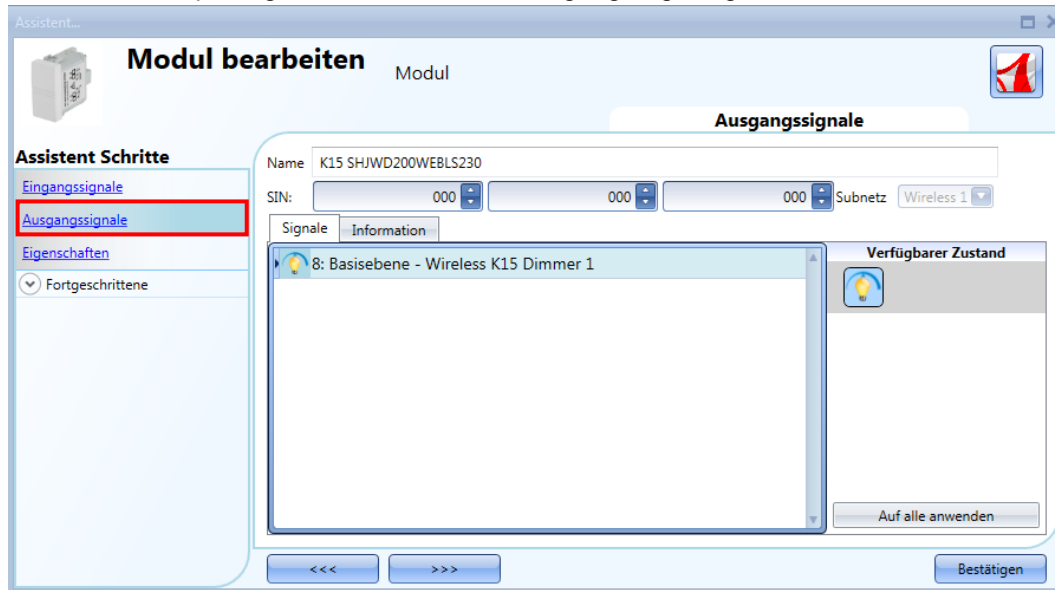 Assistent...
Modul bearbeiten
Modul
Ausgangssignale
Assistent Schritte
Eingangssignale
Ausgangssignale
Eigenschaften
Fortgeschrittene
Name K15 SHJWD200WEBLS230
SIN: 000 000 000 Subnetz Wireless 1
Signale Information
8: Basisebene - Wireless K15 Dimmer 1
Verfügbarer Zustand
Auf alle anwenden
<<< >>> Bestätigen